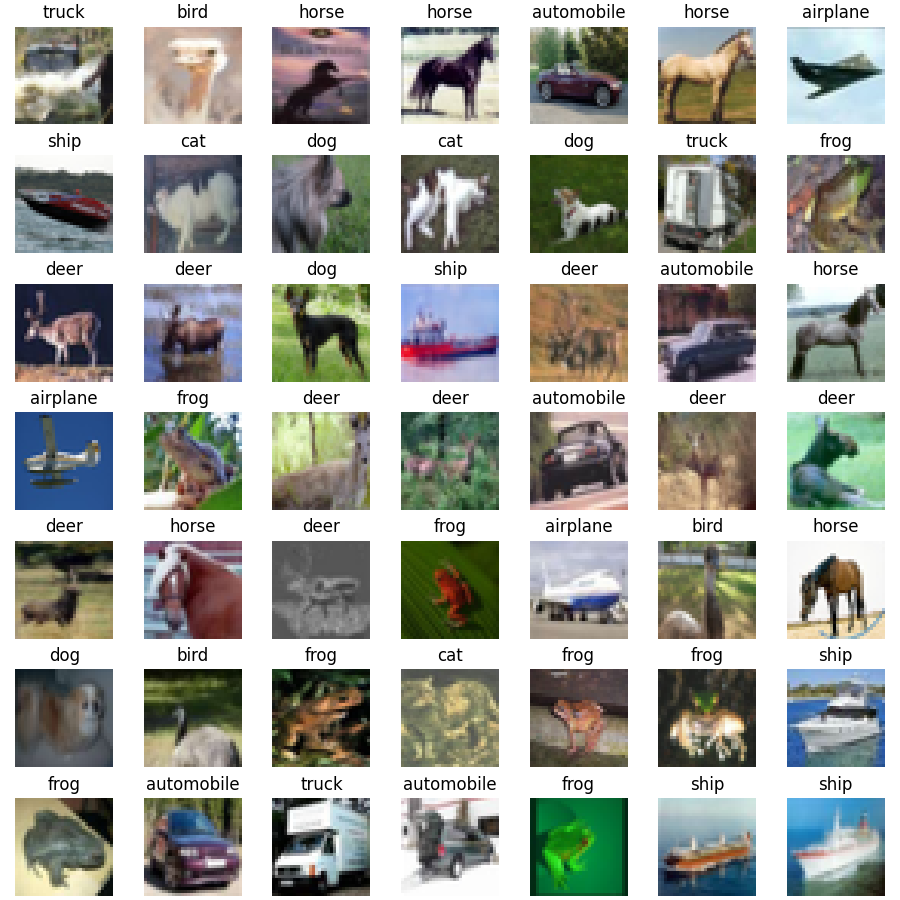 truck bird horse horse automobile horse airplane
ship cat dog cat dog truck frog
deer deer dog ship deer automobile horse
airplane frog deer deer automobile deer deer
deer horse deer frog airplane bird horse
dog bird frog cat frog frog ship
frog automobile truck automobile frog ship ship